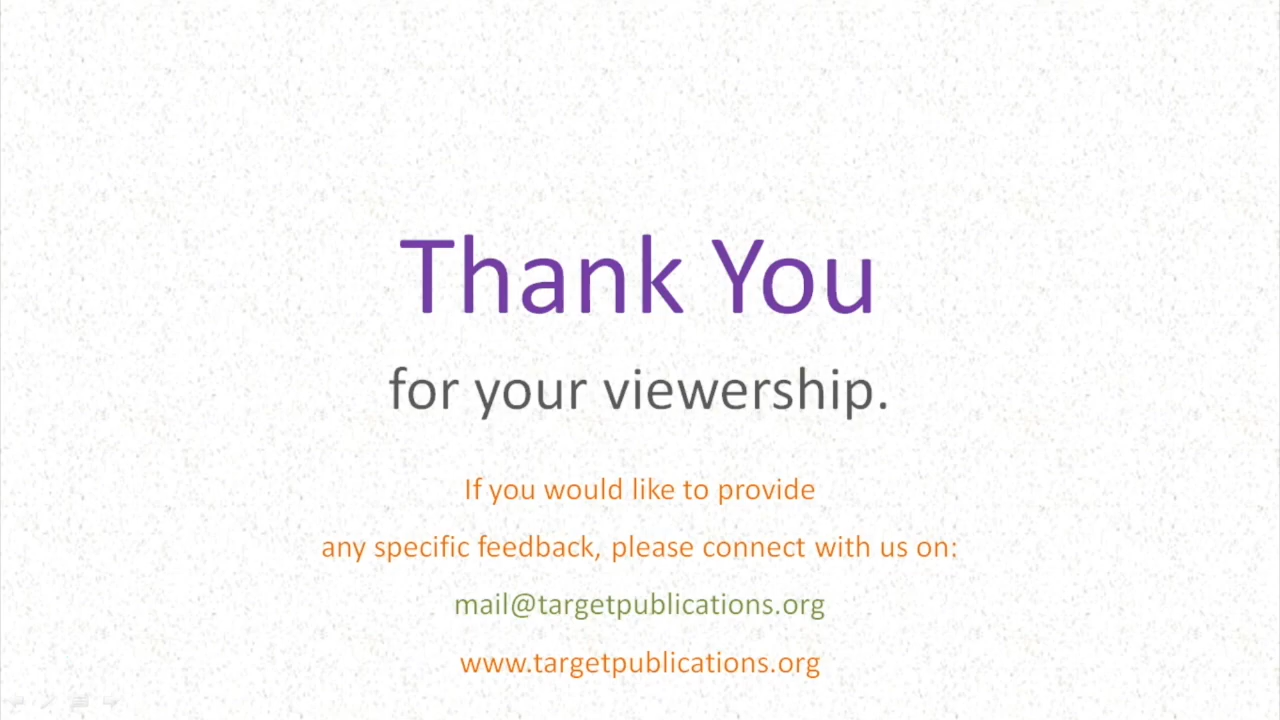 Thank You
for your viewership.
If you would like to provide
any specific feedback, please connect with us on:
mail@targetpublications.org
www.targetpublications.org